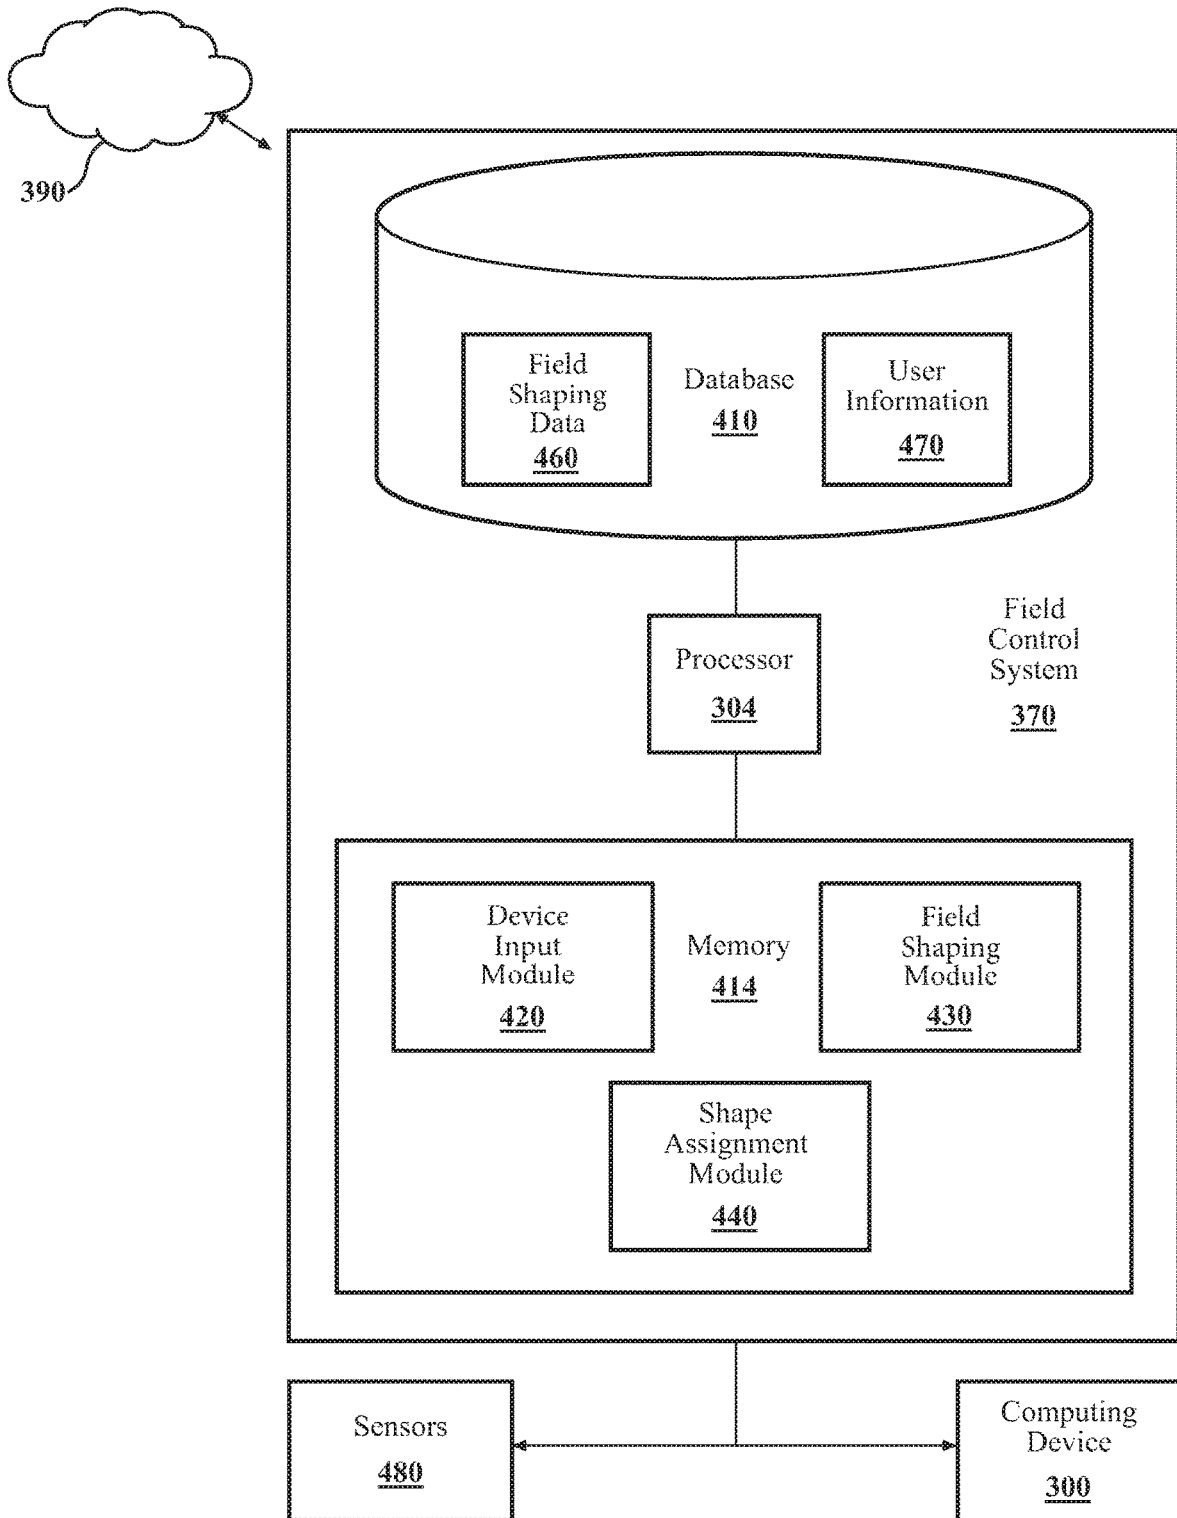 390
Field
Shaping
Data
460
Database
410
User
Information
470
Processor
304
Field
Control
System
370
Device
Input
Module
420
Memory
414
Field
Shaping
Module
430
Shape
Assignment
Module
440
Sensors
480
Computing
Device
300